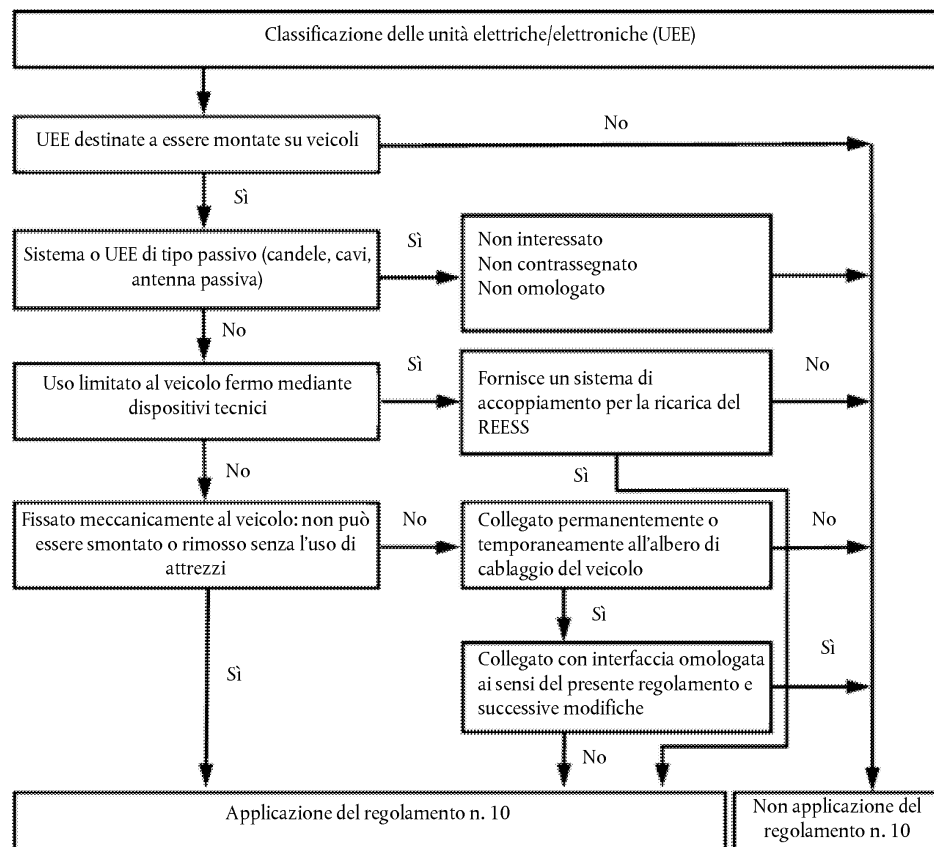 Classificazione delle unità elettriche/elettroniche (UEE)
UEE destinate a essere montate su veicoli
No
Sì
Sistema o UEE di tipo passivo (candele, cavi,
antenna passiva)
Sì
Non interessato
Non contrassegnato
Non omologato
No
Uso limitato al veicolo fermo mediante
dispositivi tecnici
Sì
Fornisce un sistema di
accoppiamento per la ricarica del
REESS
No
No
Sì
Fissato meccanicamente al veicolo: non può
essere smontato o rimosso senza l'uso di
attrezzi
No
Collegato permanentemente o
temporaneamente all'albero di
cablaggio del veicolo
No
Sì
Sì
Collegato con interfaccia omologata
ai sensi del presente regolamento e
successive modifiche
Sì
No
Applicazione del regolamento n. 10
Non applicazione del
regolamento n. 10